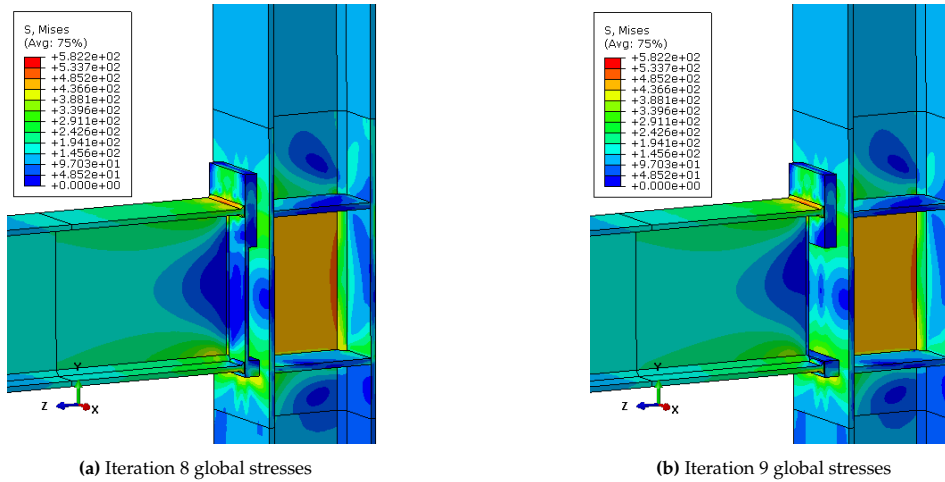 S, Mises
(Avg: 75%)
+5.822e+02
+5.337e+02
+4.852e+02
+4.366e+02
+3.881e+02
+3.396e+02
+2.911e+02
+2.426e+02
+1.941e+02
+1.456e+02
+9.703e+01
+4.852e+01
+0.000e+00
Y
Z
X
(a) Iteration 8 global stresses
S, Mises
(Avg: 75%)
+5.822e+02
+5.337e+02
+4.852e+02
+4.366e+02
+3.881e+02
+3.396e+02
+2.911e+02
+2.426e+02
+1.941e+02
+1.456e+02
+9.703e+01
+4.852e+01
+0.000e+00
Y
Z
X
(b) Iteration 9 global stresses